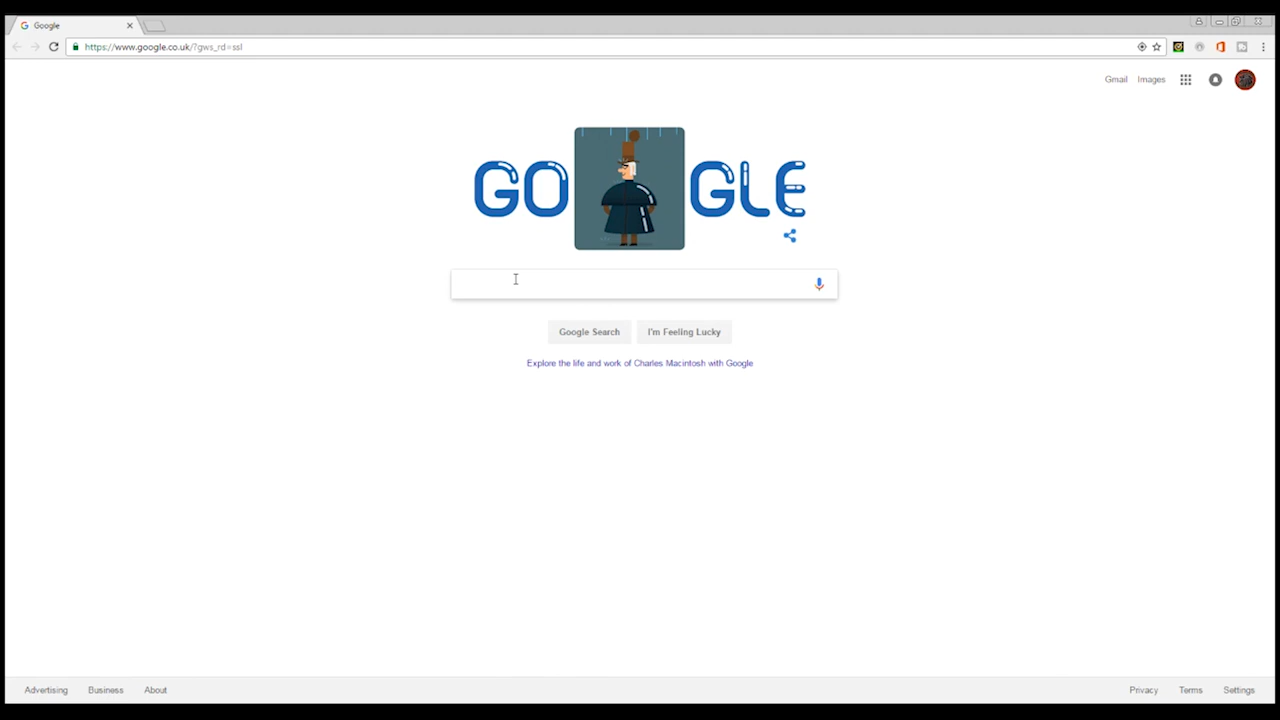 Google
https://www.google.co.uk/?gws_rd=ssl
Gmail Images
GO GLE
Google Search I'm Feeling Lucky
Explore the life and work of Charles Macintosh with Google
Advertising Business About Privacy Terms Settings